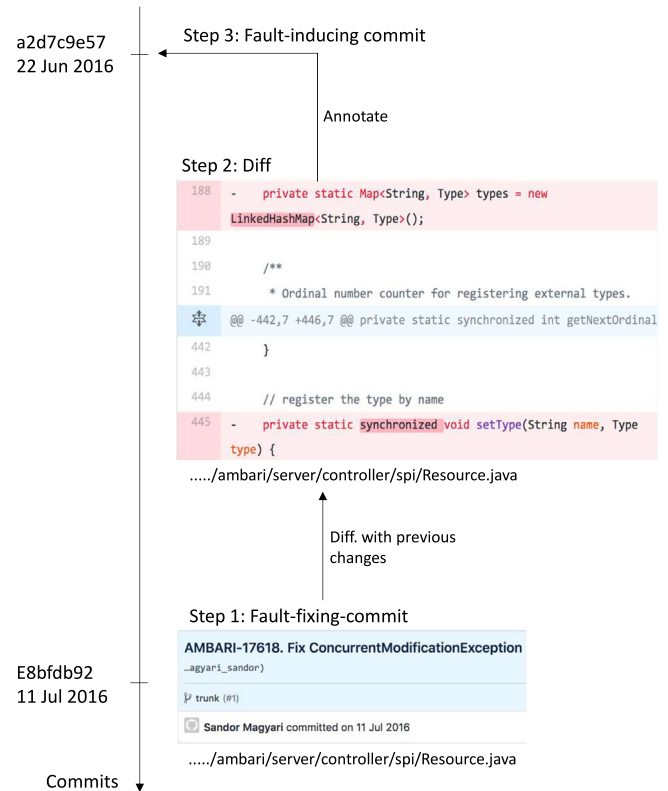 a2d7c9e57
22 Jun 2016
Step 3: Fault-inducing commit
Annotate
Step 2: Diff
188 - private static Map<String, Type> types = new
LinkedHashMap<String, Type>();
189
190 /**
191 * Ordinal number counter for registering external types.
@@ -442,7 +446,7 @@ private static synchronized int getNextOrdinal
442 }
443
444 // register the type by name
445 - private static synchronized void setType(String name, Type
type) {
...../ambari/server/controller/spi/Resource.java
Diff. with previous
changes
Step 1: Fault-fixing-commit
AMBARI-17618. Fix ConcurrentModificationException
…agyari_sandor)
E8bfdb92
11 Jul 2016
trunk (#1)
Sandor Magyari committed on 11 Jul 2016
...../ambari/server/controller/spi/Resource.java
Commits